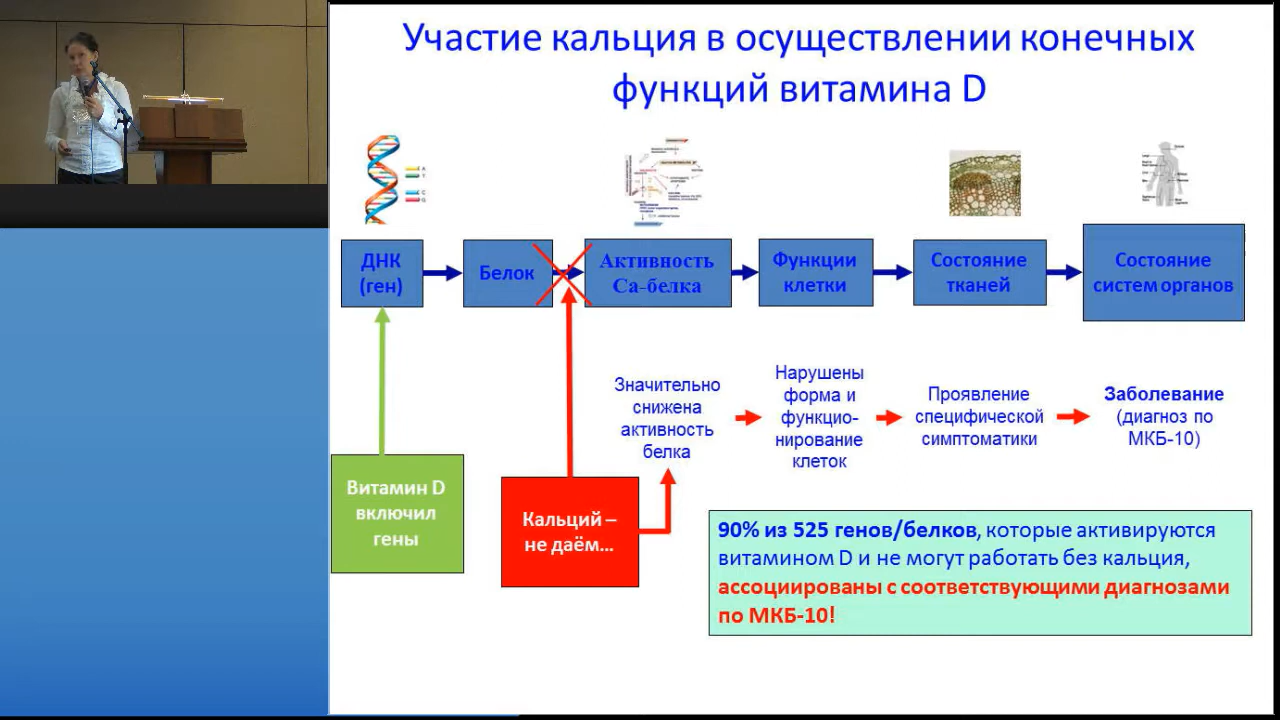 Участие кальция в осуществлении конечных
функций витамина D
A
T
C
G
ДНК
(ген)
Белок
Активность
Ca-белка
Функции
клетки
Состояние
тканей
Состояние
систем органов
Значительно
снижена
активность
белка
Нарушены
форма и
функцио-
нирование
клеток
Проявление
специфической
симптоматики
Заболевание
(диагноз по
МКБ-10)
Витамин D
включил
гены
Кальций –
не даём...
90% из 525 генов/белков, которые активируются
витамином D и не могут работать без кальция,
ассоциированы с соответствующими диагнозами
по МКБ-10!